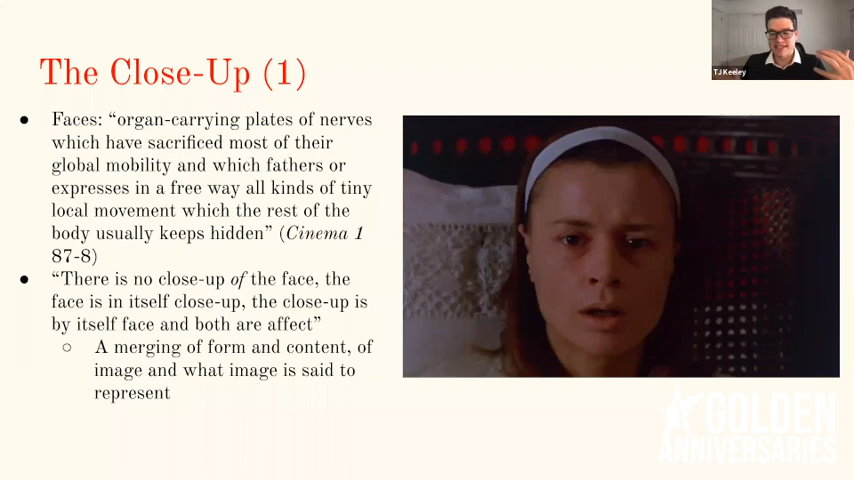 The Close-Up (1)
● Faces: “organ-carrying plates of nerves
which have sacrificed most of their
global mobility and which fathers or
expresses in a free way all kinds of tiny
local movement which the rest of the
body usually keeps hidden” (Cinema 1
87-8)
● “There is no close-up of the face, the
face is in itself close-up, the close-up is
by itself face and both are affect”
○ A merging of form and content, of
image and what image is said to
represent
TJ Keeley
GOLDEN
ANNIVERSARIES